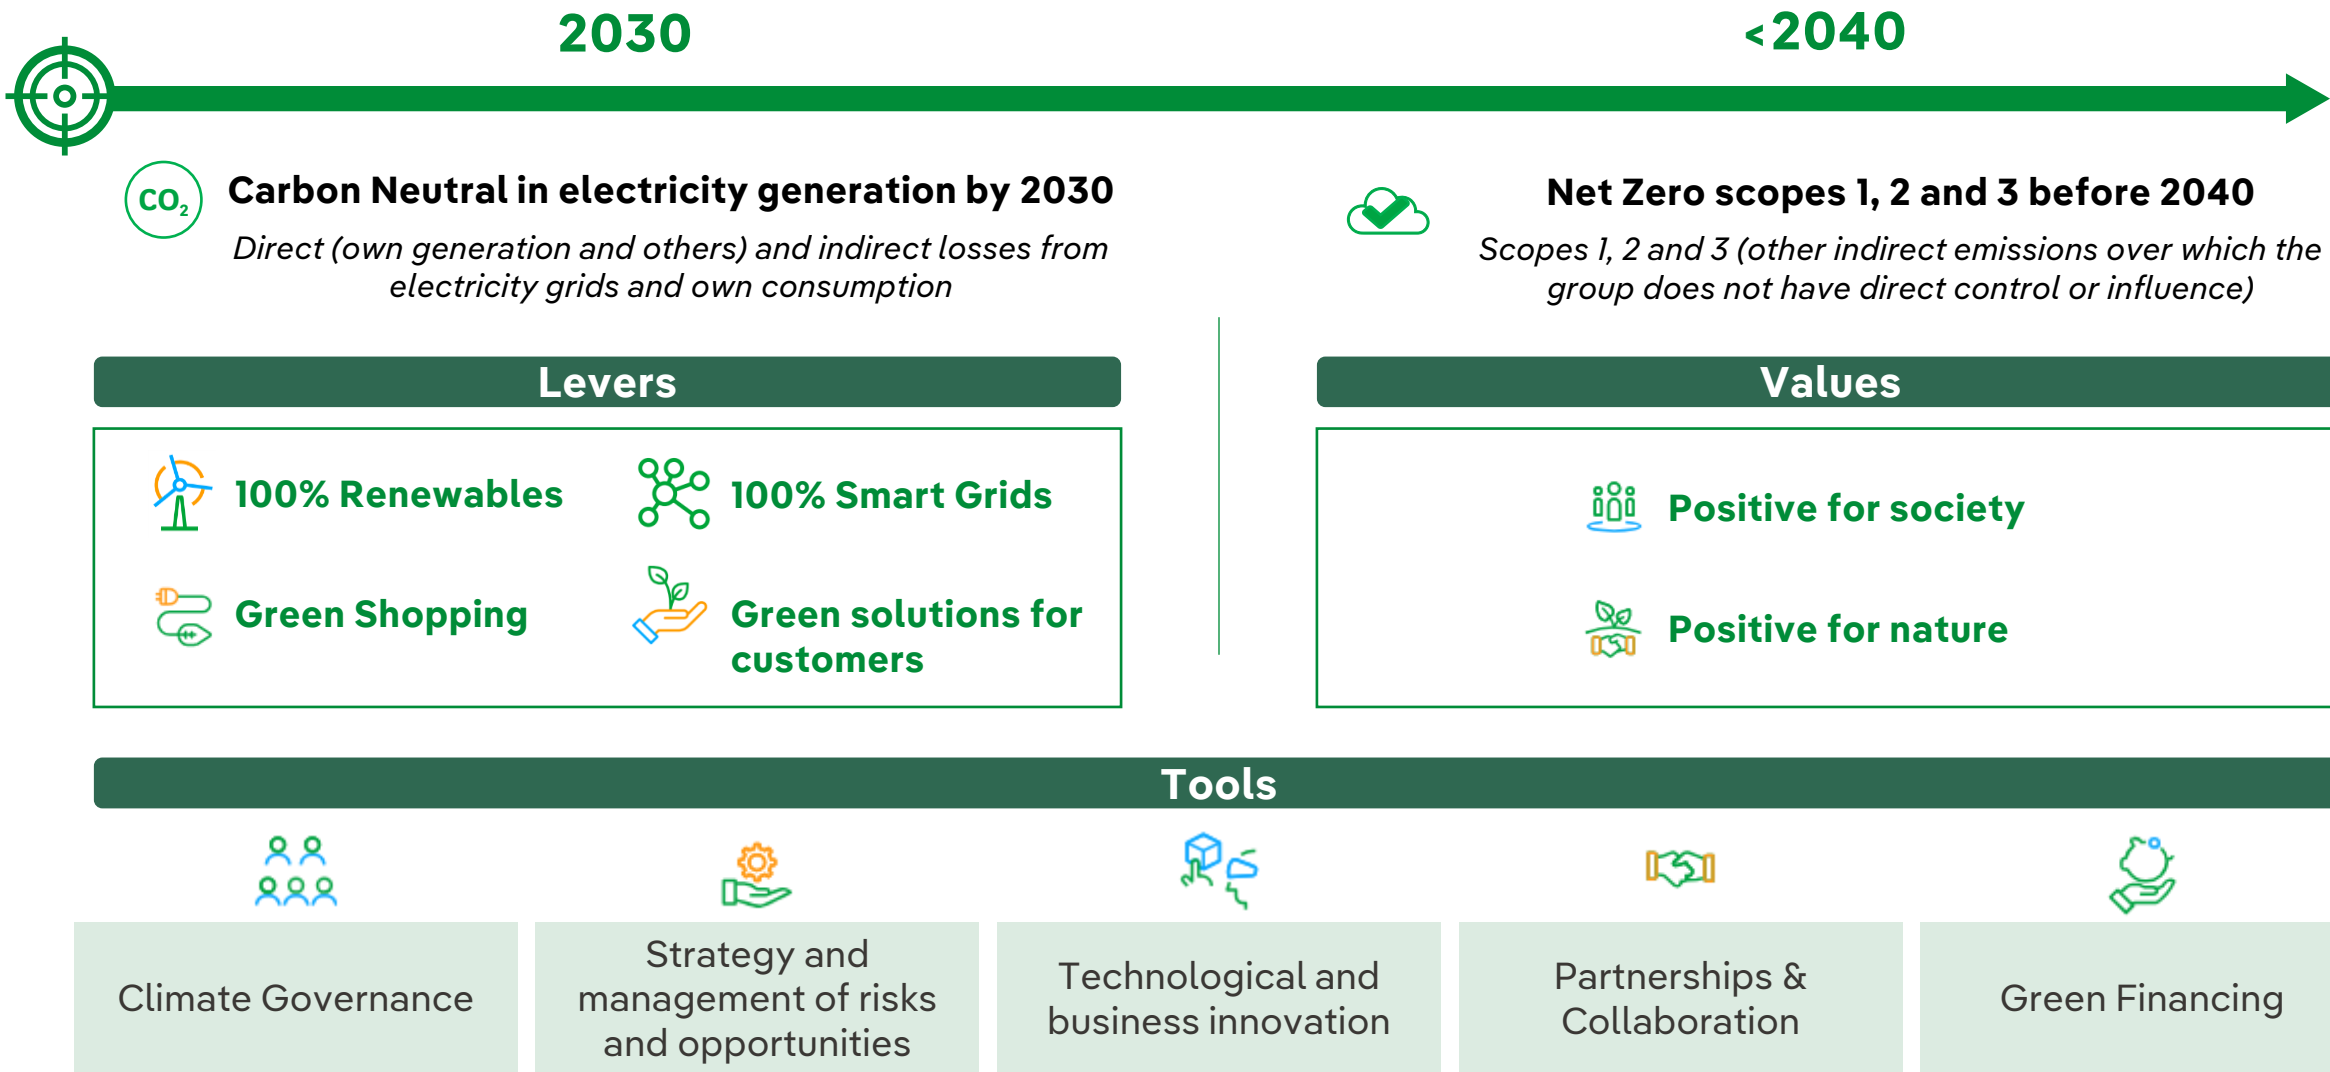 2030
<2040
CO₂
Carbon Neutral in electricity generation by 2030
Direct (own generation and others) and indirect losses from
electricity grids and own consumption
Net Zero scopes 1, 2 and 3 before 2040
Scopes 1, 2 and 3 (other indirect emissions over which the
group does not have direct control or influence)
Levers
100% Renewables
100% Smart Grids
Green Shopping
Green solutions for
customers
Values
Positive for society
Positive for nature
Tools
Climate Governance
Strategy and
management of risks
and opportunities
Technological and
business innovation
Partnerships &
Collaboration
Green Financing